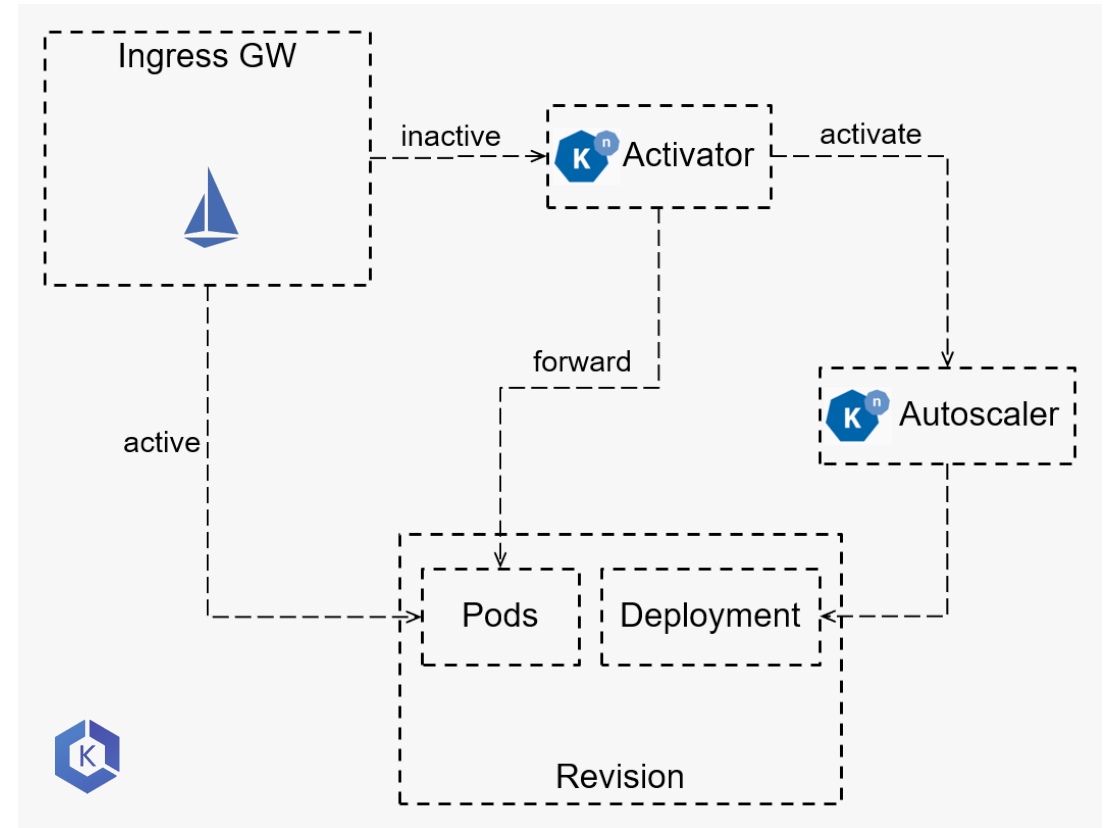 Ingress GW
inactive
K n Activator
activate
forward
K n Autoscaler
active
Pods
Deployment
K
Revision